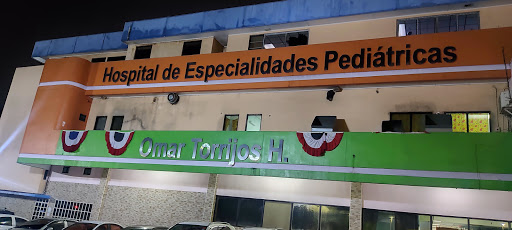 Hospital de Especialidades Pediátricas
Omar Torrijos H.